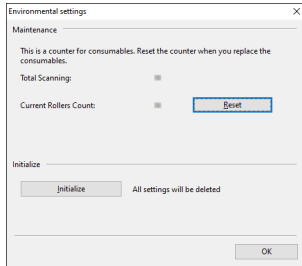 Environmental settings
Maintenance
This is a counter for consumables. Reset the counter when you replace the
consumables.
Total Scanning:
Current Rollers Count:
Reset
Initialize
Initialize
All settings will be deleted
OK